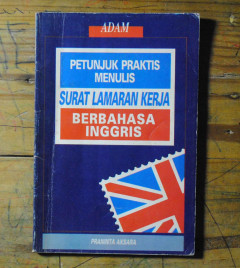 ADAM
PETUNJUK PRAKTIS
MENULIS
SURAT LAMARAN KERJA
BERBAHASA
INGGRIS
PRADNYA AKSARA